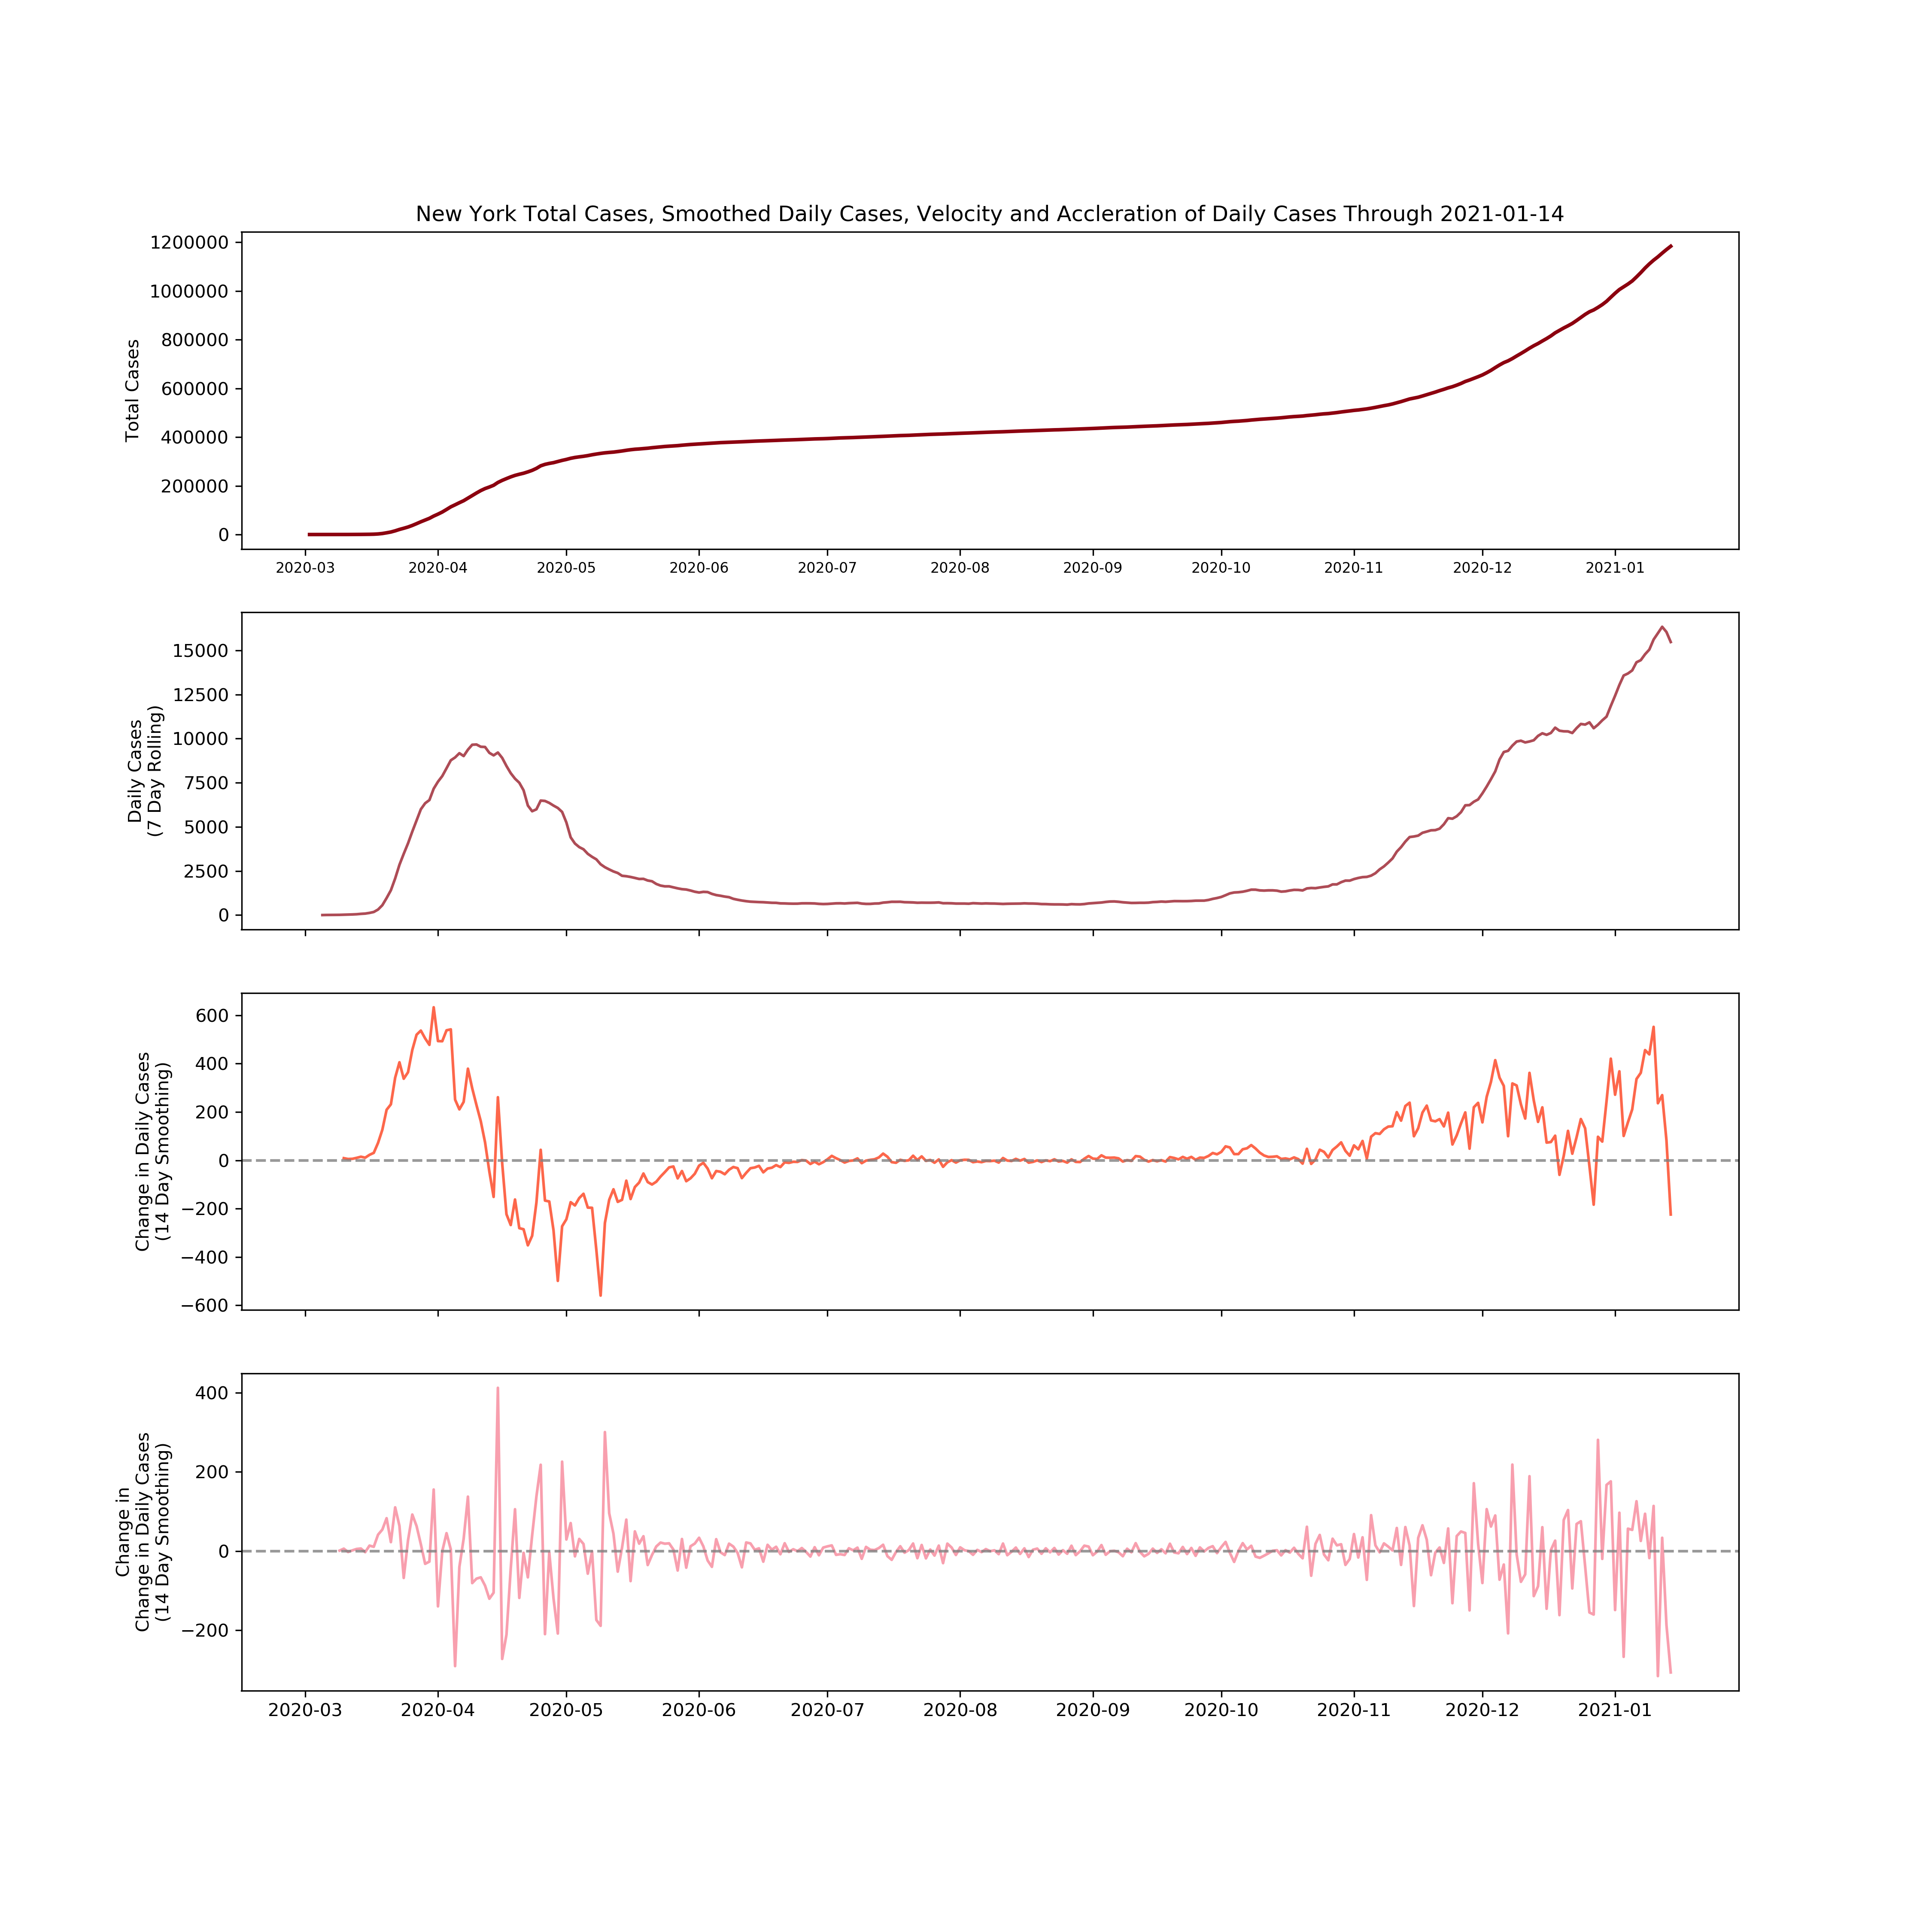 New York Total Cases, Smoothed Daily Cases, Velocity and Accleration of Daily Cases Through 2021-01-14
Total Cases
1200000
1000000
800000
600000
400000
200000
0
2020-03 2020-04 2020-05 2020-06 2020-07 2020-08 2020-09 2020-10 2020-11 2020-12 2021-01
Daily Cases
(7 Day Rolling)
15000
12500
10000
7500
5000
2500
0
Change in Daily Cases
(14 Day Smoothing)
600
400
200
0
−200
−400
−600
Change in
Change in Daily Cases
(14 Day Smoothing)
400
200
0
−200
2020-03 2020-04 2020-05 2020-06 2020-07 2020-08 2020-09 2020-10 2020-11 2020-12 2021-01